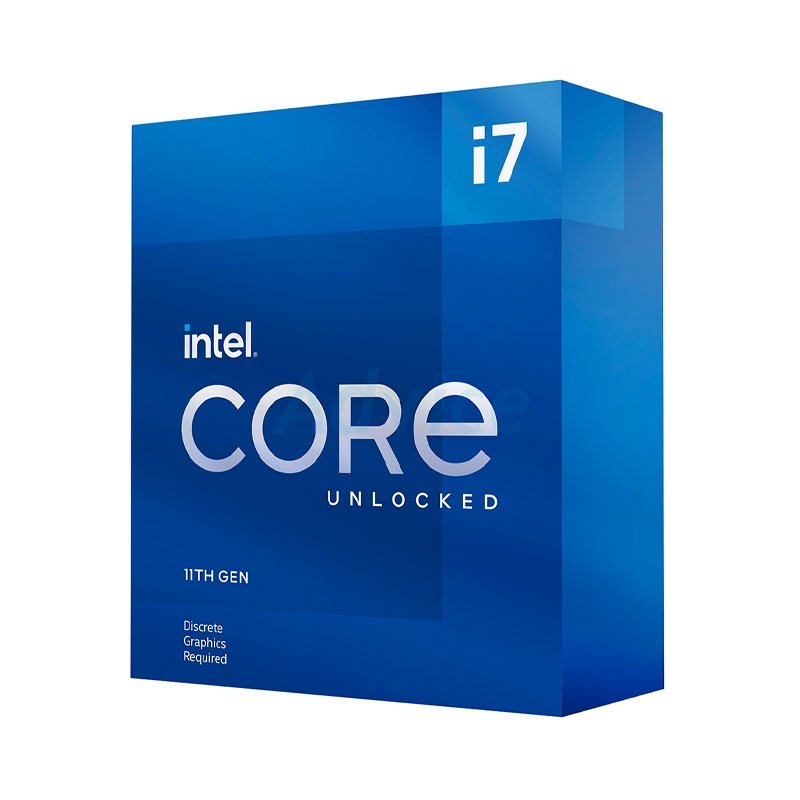 i7
intel®
CORe
UNLOCKED
11TH GEN
Discrete
Graphics
Required